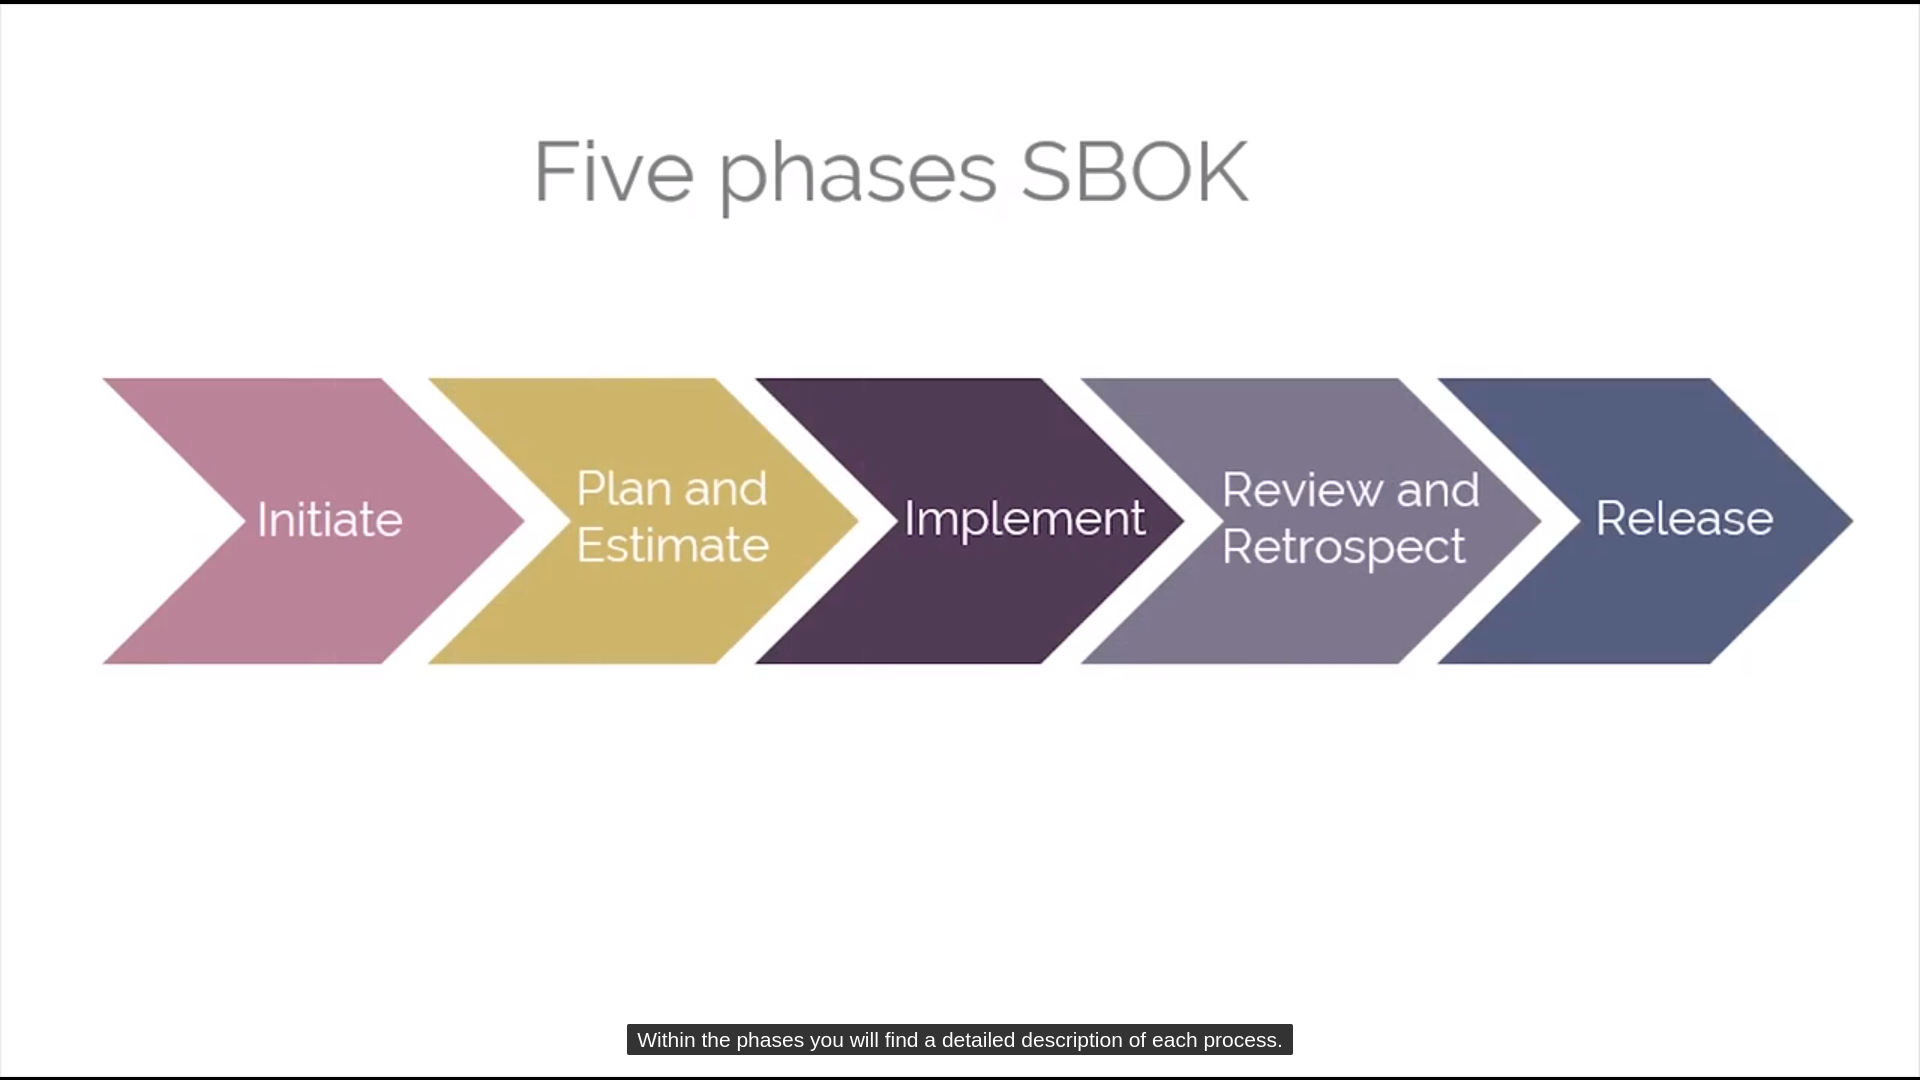 Five phases SBOK
Initiate
Plan and
Estimate
Implement
Review and
Retrospect
Release
Within the phases you will find a detailed description of each process.